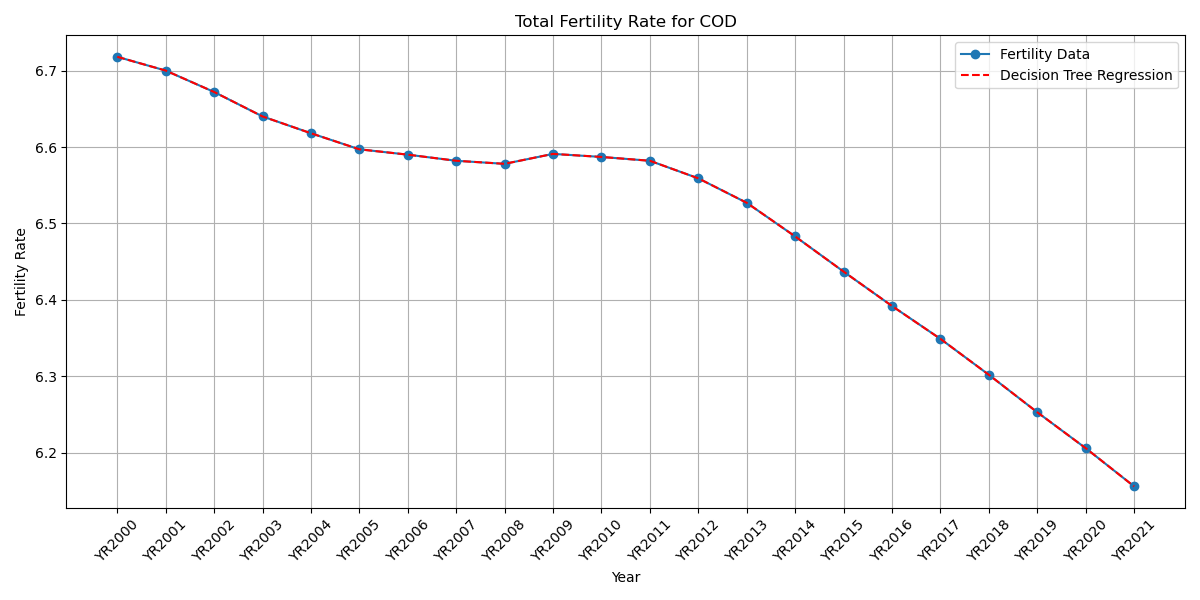 Total Fertility Rate for COD
Fertility Data
Decision Tree Regression
Fertility Rate
6.7
6.6
6.5
6.4
6.3
6.2
YR2000
YR2001
YR2002
YR2003
YR2004
YR2005
YR2006
YR2007
YR2008
YR2009
YR2010
YR2011
YR2012
YR2013
YR2014
YR2015
YR2016
YR2017
YR2018
YR2019
YR2020
YR2021
Year